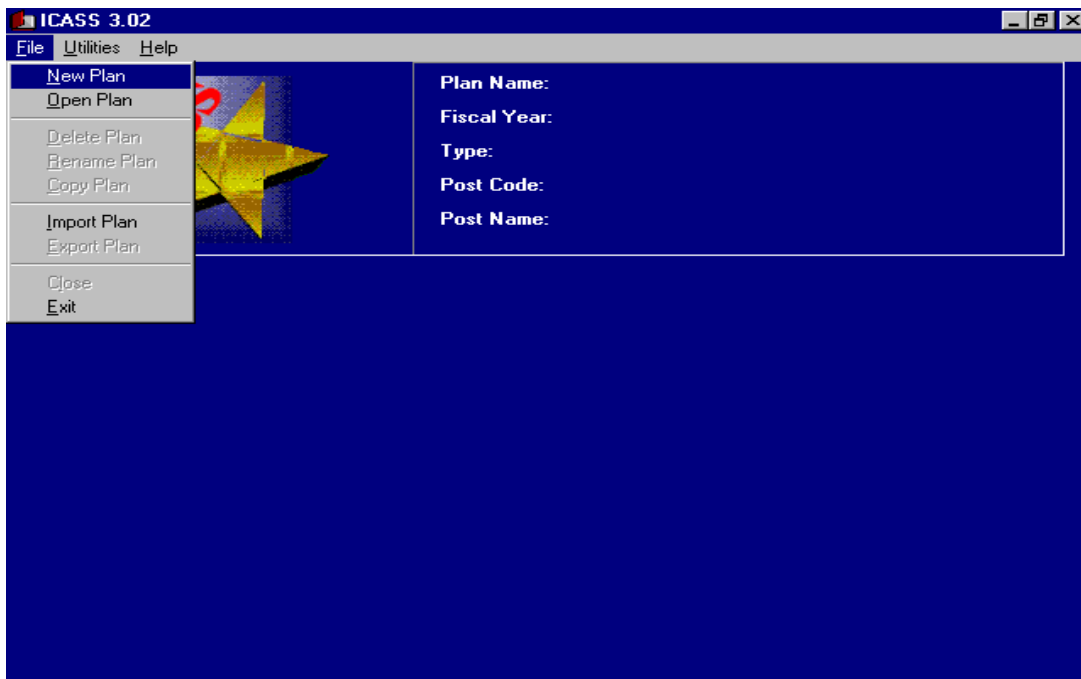 ICASS 3.02
File Utilities Help
New Plan
Open Plan
Delete Plan
Rename Plan
Copy Plan
Import Plan
Export Plan
Close
Exit
Plan Name:
Fiscal Year:
Type:
Post Code:
Post Name: